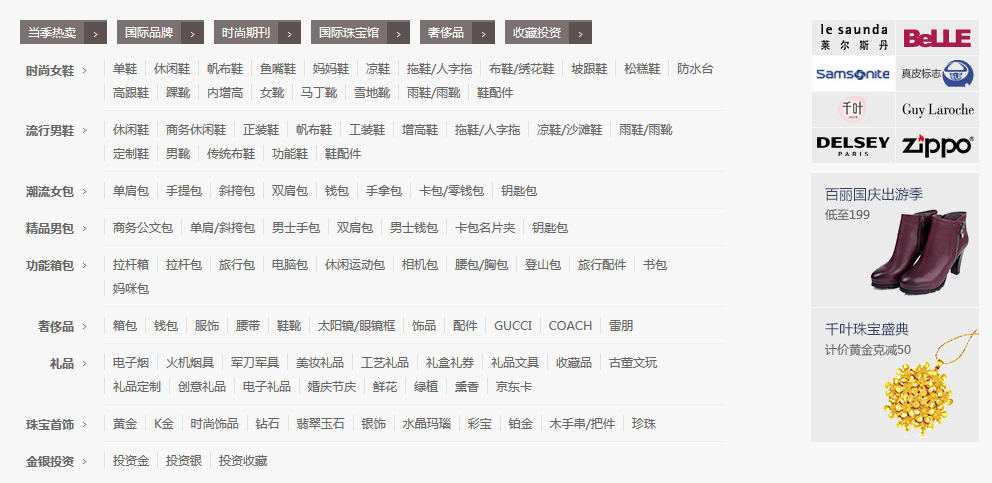 当季热卖 > 国际品牌 > 时尚期刊 > 国际珠宝馆 > 奢侈品 > 收藏投资 >
时尚女鞋 > 单鞋 休闲鞋 帆布鞋 鱼嘴鞋 妈妈鞋 凉鞋 拖鞋/人字拖 布鞋/绣花鞋 坡跟鞋 松糕鞋 防水台
高跟鞋 踝靴 内增高 女靴 马丁靴 雪地靴 雨鞋/雨靴 鞋配件
流行男鞋 > 休闲鞋 商务休闲鞋 正装鞋 帆布鞋 工装鞋 增高鞋 拖鞋/人字拖 凉鞋/沙滩鞋 雨鞋/雨靴
定制鞋 男靴 传统布鞋 功能鞋 鞋配件
潮流女包 > 单肩包 手提包 斜挎包 双肩包 钱包 手拿包 卡包/零钱包 钥匙包
精品男包 > 商务公文包 单肩/斜挎包 男士手包 双肩包 男士钱包 卡包名片夹 钥匙包
功能箱包 > 拉杆箱 拉杆包 旅行包 电脑包 休闲运动包 相机包 腰包/胸包 登山包 旅行配件 书包
妈咪包
奢侈品 > 箱包 钱包 服饰 腰带 鞋靴 太阳镜/眼镜框 饰品 配件 GUCCI COACH 雷朋
礼品 > 电子烟 火机烟具 军刀军具 美妆礼品 工艺礼品 礼盒礼券 礼品文具 收藏品 古董文玩
礼品定制 创意礼品 电子礼品 婚庆节庆 鲜花 绿植 熏香 京东卡
珠宝首饰 > 黄金 K金 时尚饰品 钻石 翡翠玉石 银饰 水晶玛瑙 彩宝 铂金 木手串/把件 珍珠
金银投资 > 投资金 投资银 投资收藏
le saunda
莱尔斯丹
BeLLE
Samsonite
真皮标志
千叶
Guy Laroche
DELSEY
PARIS
zippo
百丽国庆出游季
低至199
千叶珠宝盛典
计价黄金克减50